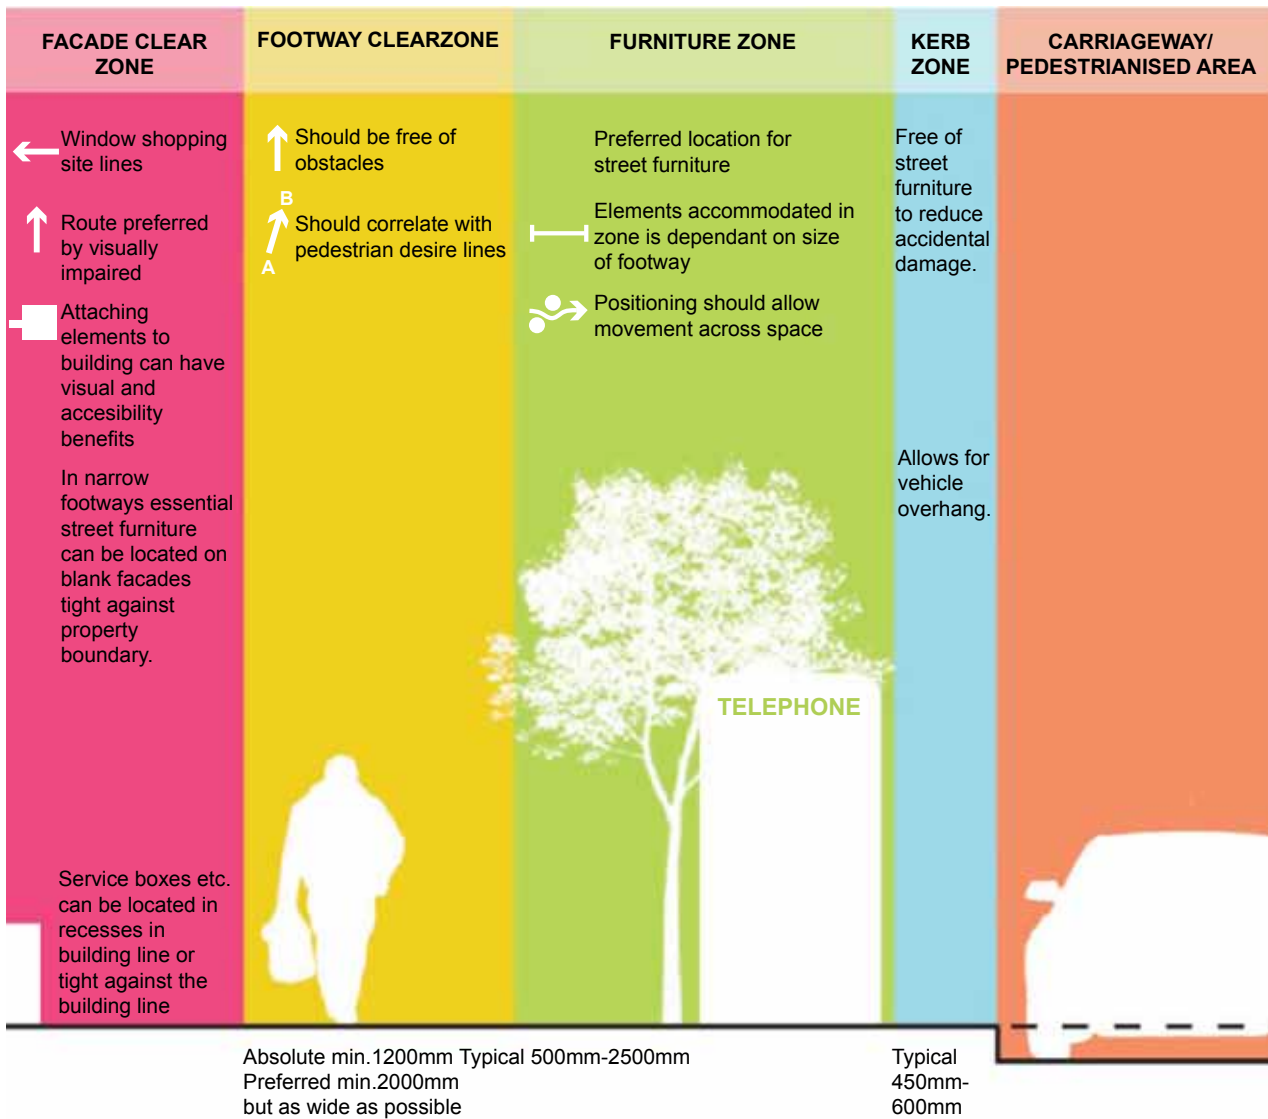 FACADE CLEAR
ZONE
FOOTWAY CLEARZONE
FURNITURE ZONE
KERB
ZONE
CARRIAGEWAY/
PEDESTRIANISED AREA
Window shopping
site lines
Route preferred
by visually
impaired
Attaching
elements to
building can have
visual and
accesibility
benefits
In narrow
footways essential
street furniture
can be located on
blank facades
tight against
property
boundary.
Service boxes etc.
can be located in
recesses in
building line or
tight against the
building line
Should be free of
obstacles
B
A
Should correlate with
pedestrian desire lines
Preferred location for
street furniture
Elements accommodated in
zone is dependant on size
of footway
Positioning should allow
movement across space
TELEPHONE
Free of
street
furniture
to reduce
accidental
damage.
Allows for
vehicle
overhang.
Absolute min.1200mm Typical 500mm-2500mm
Preferred min.2000mm
but as wide as possible
Typical
450mm-
600mm